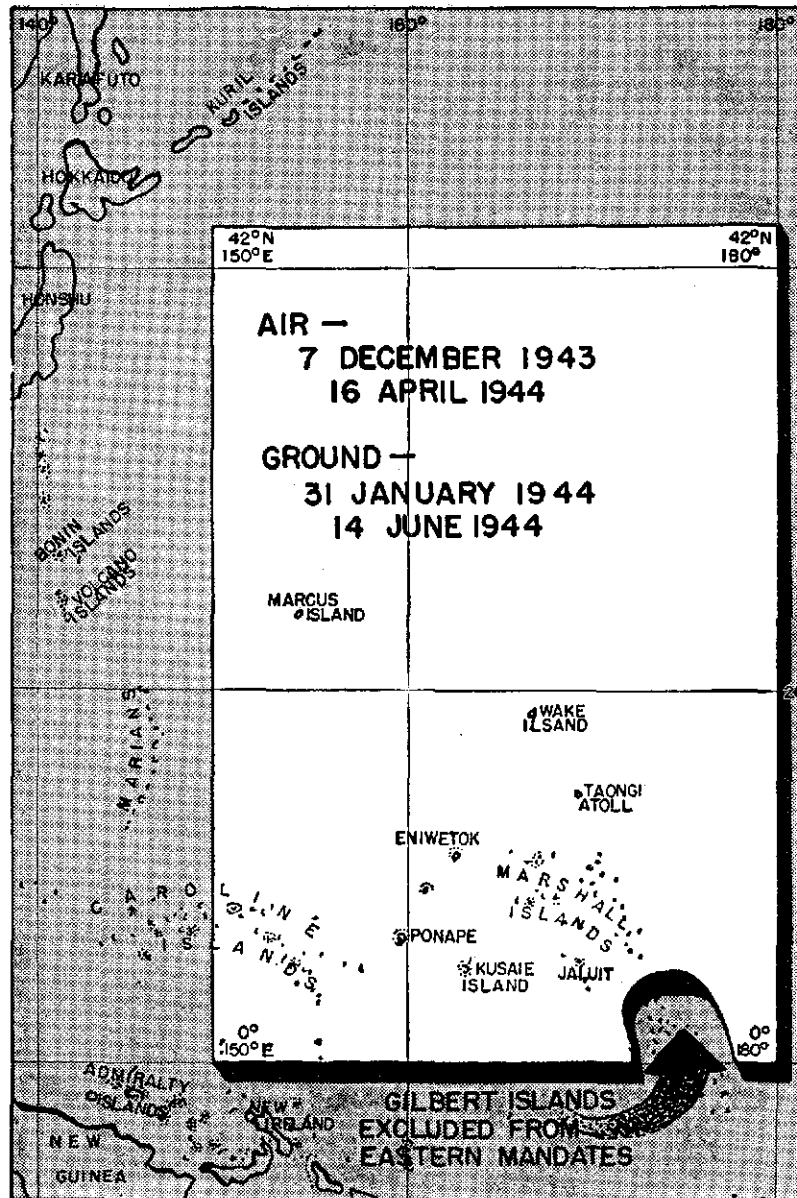 140°
160°
180°
KARAFUTO
KURIL
ISLANDS
HOKKAIDO
HONSHU
42°N
150°E
42°N
180°
AIR —
7 DECEMBER 1943
16 APRIL 1944
GROUND —
31 JANUARY 1944
14 JUNE 1944
BONIN
ISLANDS
VOLCANO
ISLANDS
MARCUS
ISLAND
MARIANS
WAKE
ILSAND
TAONGI
ATOLL
ENIWETOK
MARSHALL
ISLANDS
CAROLINE
ISLANDS
PONAPE
KUSAIE
ISLAND
JALUIT
0°
150°E
0°
180°
ADMIRALTY
ISLANDS
NEW
IRELAND
NEW
GUINEA
GILBERT ISLANDS
EXCLUDED FROM
EASTERN MANDATES